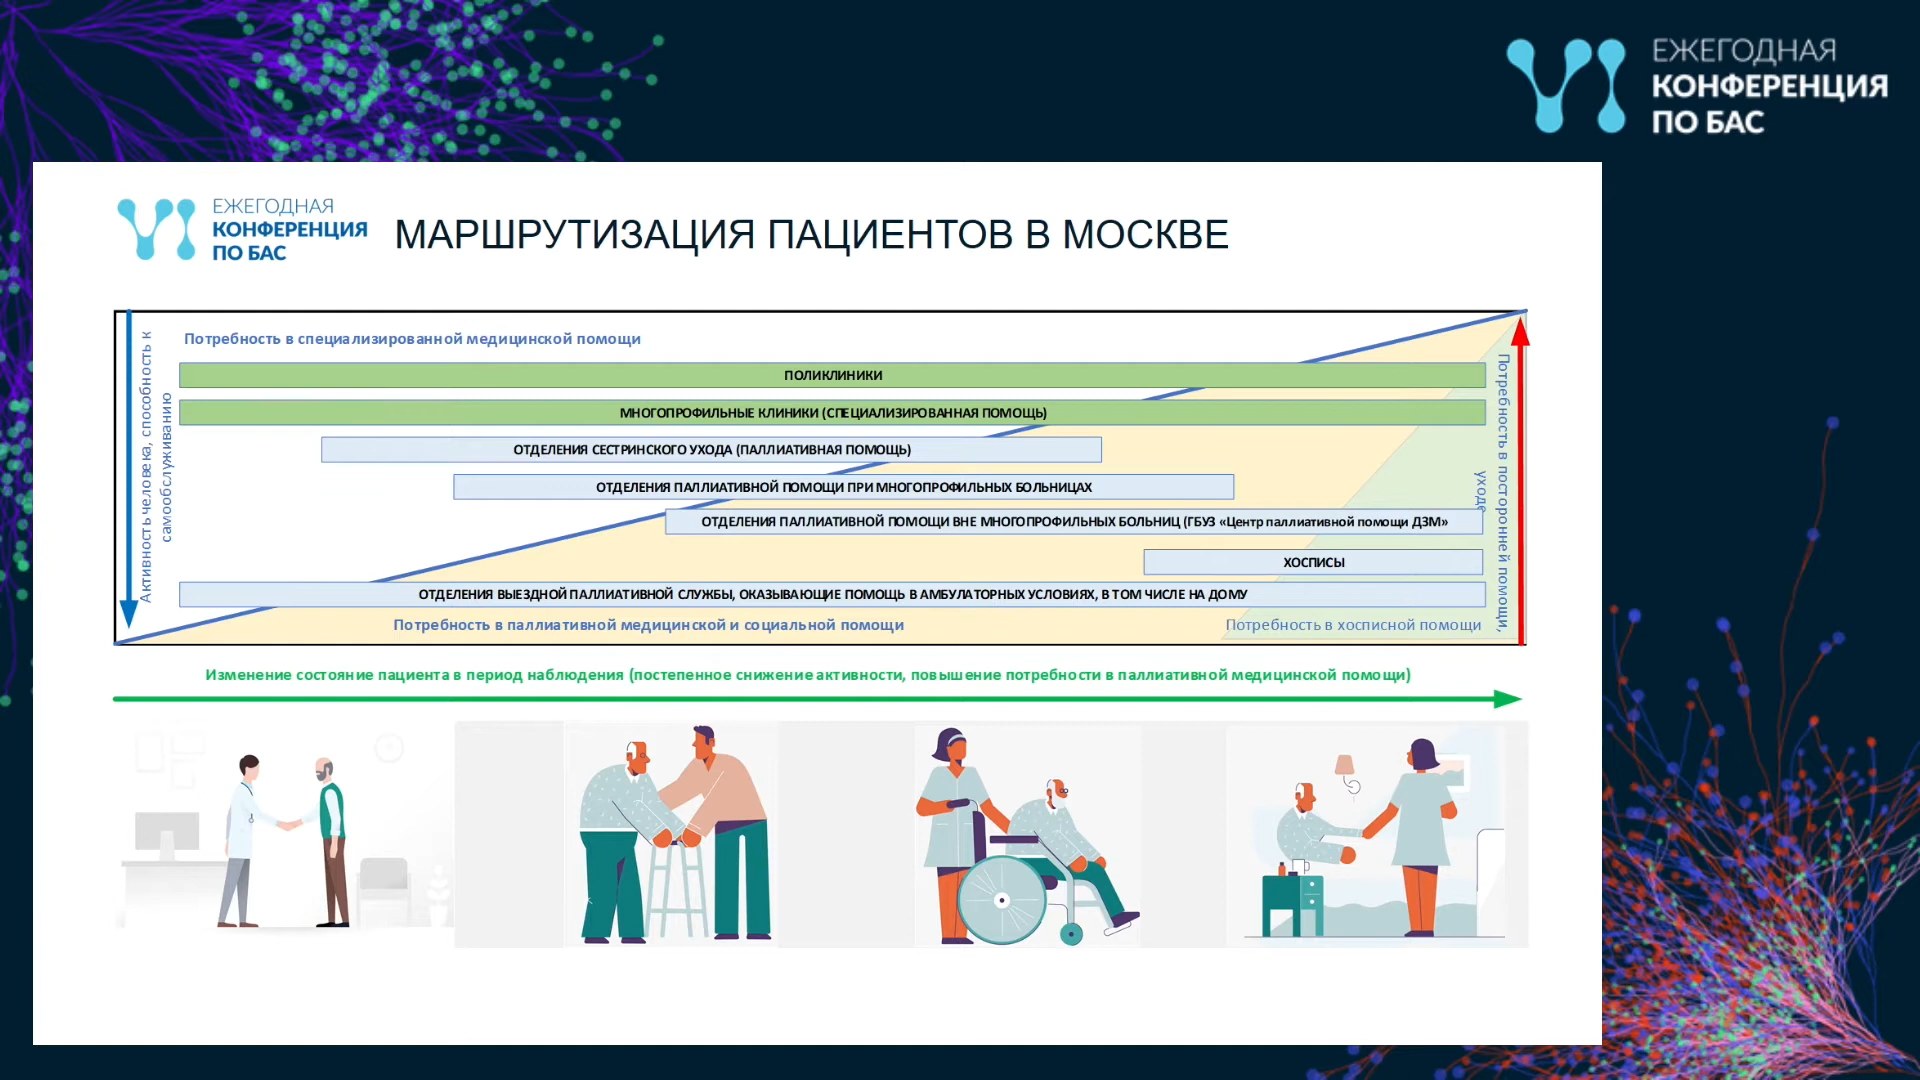 ЕЖЕГОДНАЯ
КОНФЕРЕНЦИЯ
ПО БАС
ЕЖЕГОДНАЯ
КОНФЕРЕНЦИЯ
ПО БАС
МАРШРУТИЗАЦИЯ ПАЦИЕНТОВ В МОСКВЕ
Активность человека, способность к
самообслуживанию
Потребность в специализированной медицинской помощи
ПОЛИКЛИНИКИ
МНОГОПРОФИЛЬНЫЕ КЛИНИКИ (СПЕЦИАЛИЗИРОВАННАЯ ПОМОЩЬ)
ОТДЕЛЕНИЯ СЕСТРИНСКОГО УХОДА (ПАЛЛИАТИВНАЯ ПОМОЩЬ)
ОТДЕЛЕНИЯ ПАЛЛИАТИВНОЙ ПОМОЩИ ПРИ МНОГОПРОФИЛЬНЫХ БОЛЬНИЦАХ
ОТДЕЛЕНИЯ ПАЛЛИАТИВНОЙ ПОМОЩИ ВНЕ МНОГОПРОФИЛЬНЫХ БОЛЬНИЦ (ГБУЗ «Центр паллиативной помощи ДЗМ»
ХОСПИСЫ
ОТДЕЛЕНИЯ ВЫЕЗДНОЙ ПАЛЛИАТИВНОЙ СЛУЖБЫ, ОКАЗЫВАЮЩИЕ ПОМОЩЬ В АМБУЛАТОРНЫХ УСЛОВИЯХ, В ТОМ ЧИСЛЕ НА ДОМУ
Потребность в паллиативной медицинской и социальной помощи
Потребность в хосписной помощи
Потребность в посторонней помощи,
уходе
Изменение состояние пациента в период наблюдения (постепенное снижение активности, повышение потребности в паллиативной медицинской помощи)